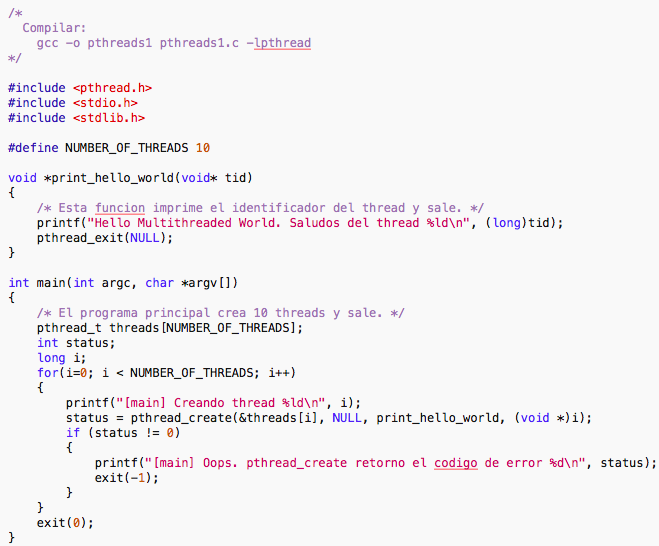 /*
  Compilar:
    gcc -o pthreads1 pthreads1.c -lpthread
*/

#include <pthread.h>
#include <stdio.h>
#include <stdlib.h>

#define NUMBER_OF_THREADS 10

void *print_hello_world(void* tid)
{
    /* Esta funcion imprime el identificador del thread y sale. */
    printf("Hello Multithreaded World. Saludos del thread %ld\n", (long)tid);
    pthread_exit(NULL);
}

int main(int argc, char *argv[])
{
    /* El programa principal crea 10 threads y sale. */
    pthread_t threads[NUMBER_OF_THREADS];
    int status;
    long i;
    for(i=0; i < NUMBER_OF_THREADS; i++)
    {
        printf("[main] Creando thread %ld\n", i);
        status = pthread_create(&threads[i], NULL, print_hello_world, (void *)i);
        if (status != 0)
        {
            printf("[main] Oops. pthread_create retorno el codigo de error %d\n", status);
            exit(-1);
        }
    }
    exit(0);
}